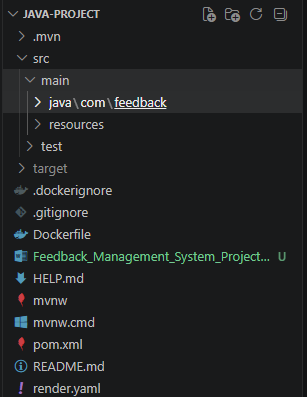 JAVA-PROJECT
.mvn
src
main
java\com\feedback
resources
test
target
.dockerignore
.gitignore
Dockerfile
Feedback_Management_System_Project... U
HELP.md
mvnw
mvnw.cmd
pom.xml
README.md
render.yaml